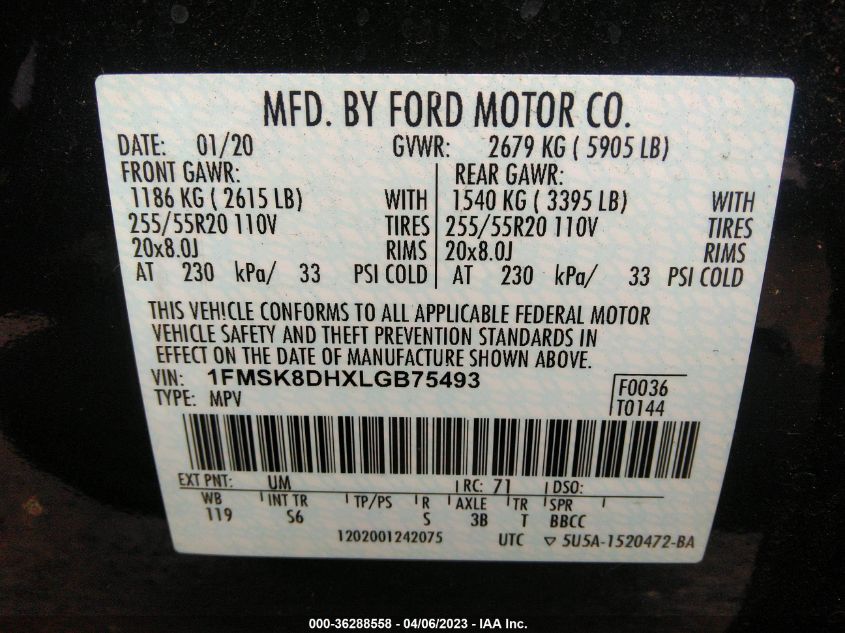 MFD. BY FORD MOTOR CO.
DATE: 01/20 GVWR: 2679 KG ( 5905 LB)
FRONT GAWR: REAR GAWR:
1186 KG ( 2615 LB) WITH 1540 KG ( 3395 LB) WITH
255/55R20 110V TIRES 255/55R20 110V TIRES
20x8.0J RIMS 20x8.0J RIMS
AT 230 kPa/ 33 PSI COLD AT 230 kPa/ 33 PSI COLD
THIS VEHICLE CONFORMS TO ALL APPLICABLE FEDERAL MOTOR
VEHICLE SAFETY AND THEFT PREVENTION STANDARDS IN
EFFECT ON THE DATE OF MANUFACTURE SHOWN ABOVE.
VIN: 1FMSK8DHXLGB75493 F0036
TYPE: MPV T0144
EXT PNT: UM RC: 71 DSO:
WB INT TR TP/PS R AXLE TR SPR
119 S6 S 3B T BBCC
1202001242075 UTC ▽ 5U5A-1520472-BA
000-36288558 - 04/06/2023 - IAA Inc.